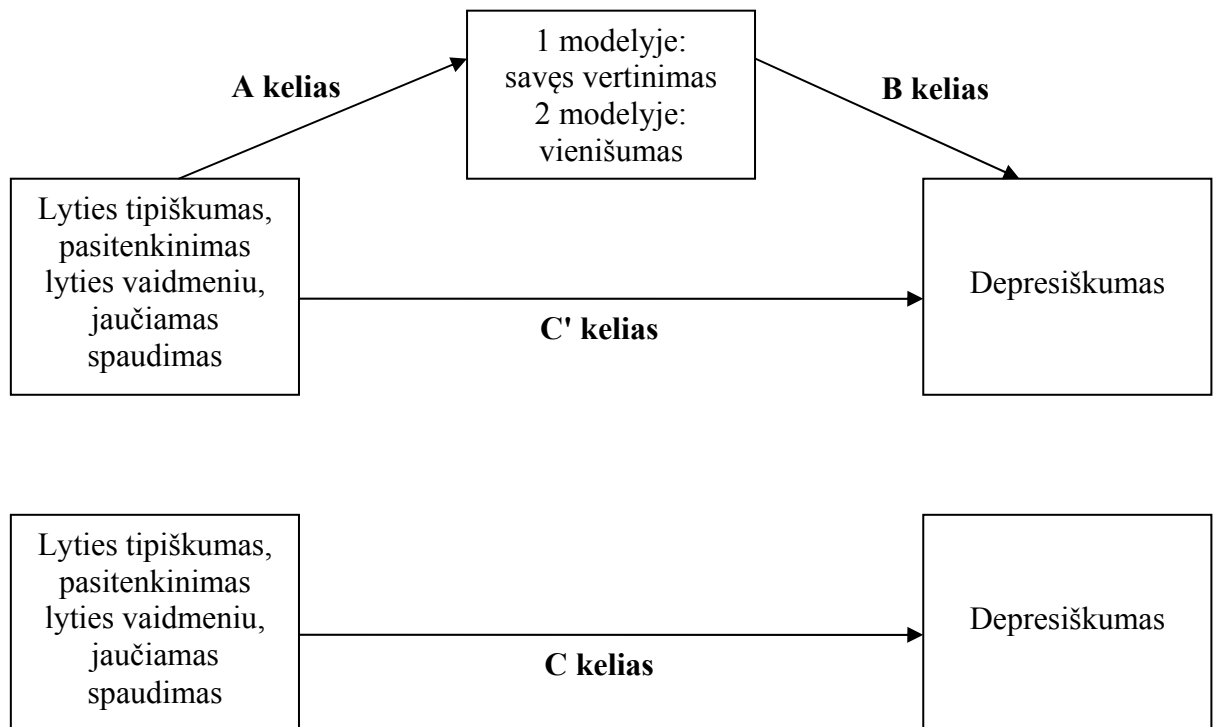 1 modelyje:
savęs vertinimas
2 modelyje:
vienišumas
A kelias
B kelias
Lyties tipiškumas,
pasitenkinimas
lyties vaidmeniu,
jaučiamas
spaudimas
C' kelias
Depresiškumas
Lyties tipiškumas,
pasitenkinimas
lyties vaidmeniu,
jaučiamas
spaudimas
C kelias
Depresiškumas